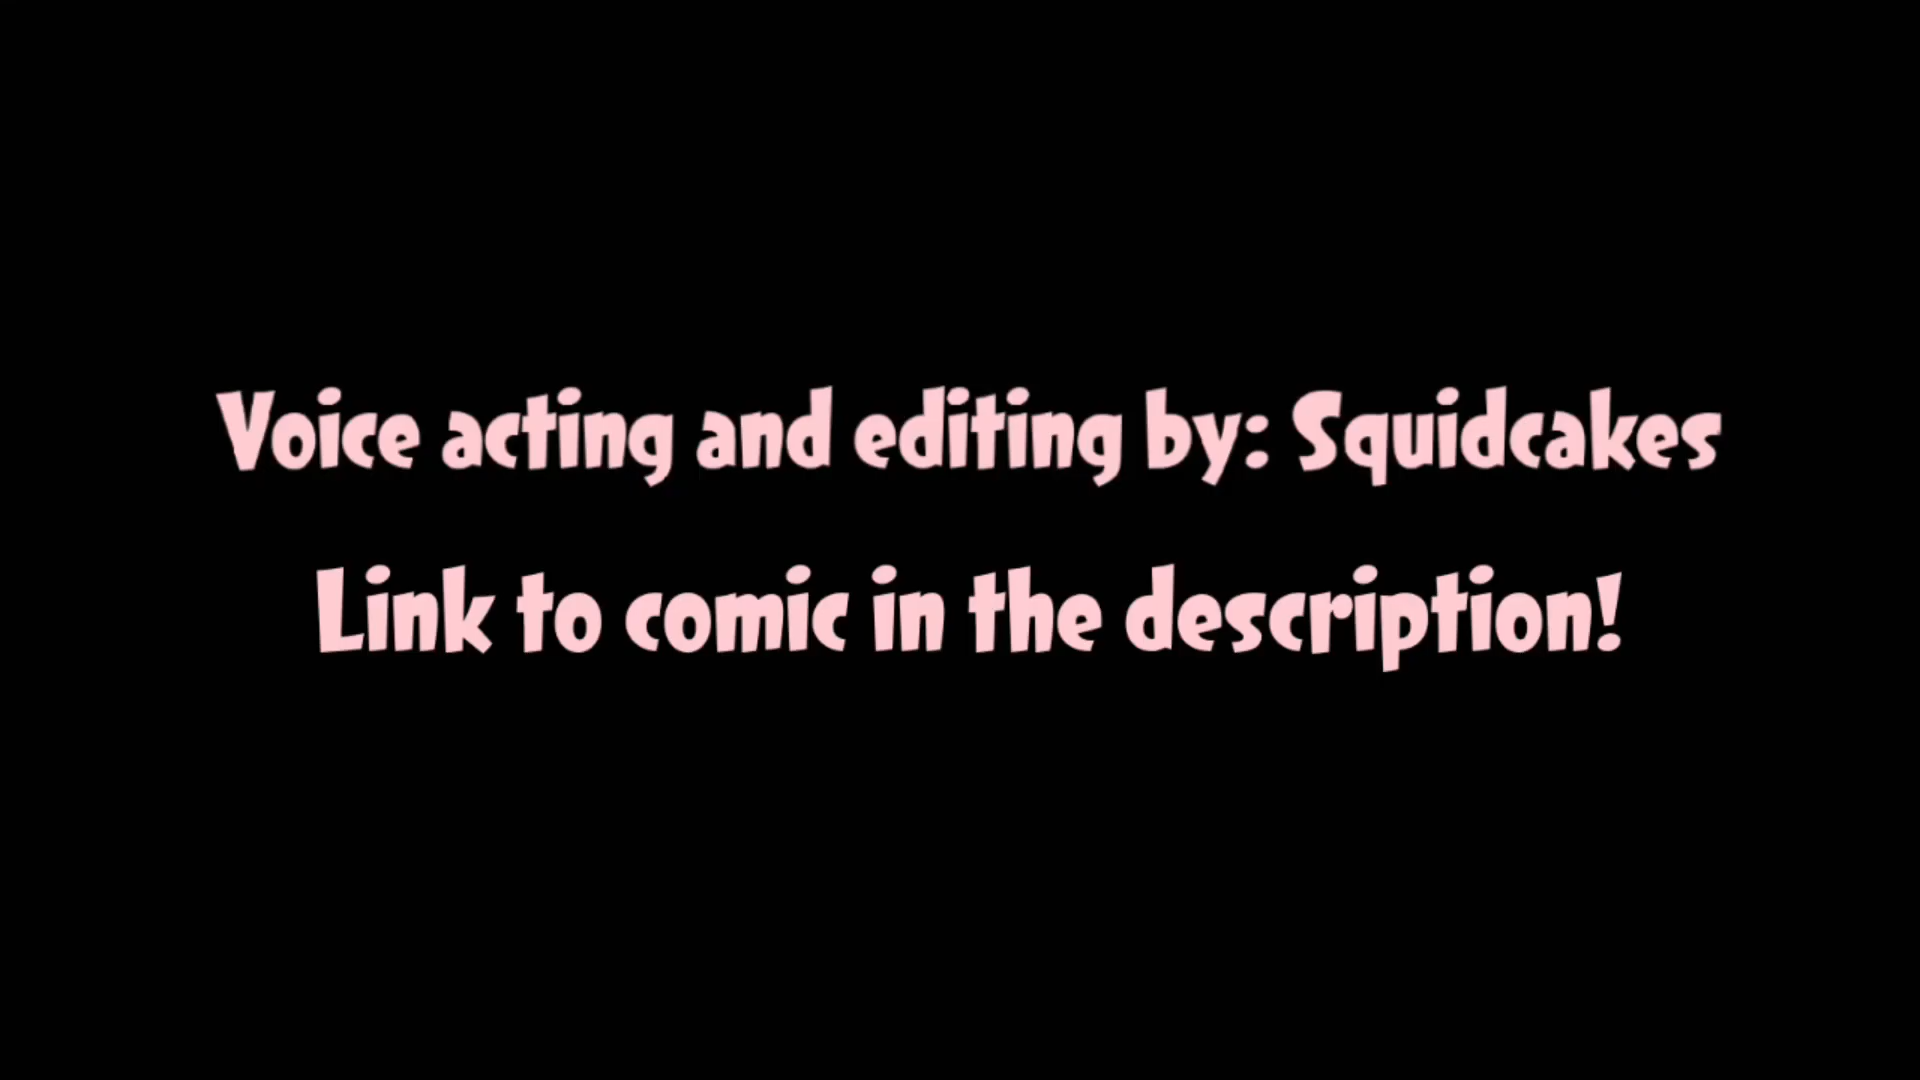 Voice acting and editing by: Squidcakes
Link to comic in the description!